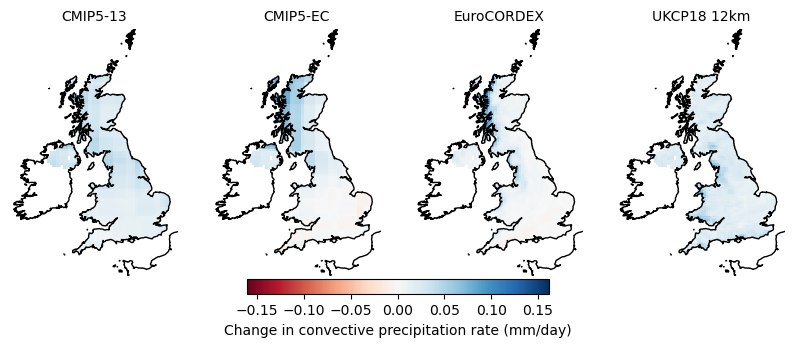 CMIP5-13 CMIP5-EC EuroCORDEX UKCP18 12km
−0.15 −0.10 −0.05 0.00 0.05 0.10 0.15
Change in convective precipitation rate (mm/day)